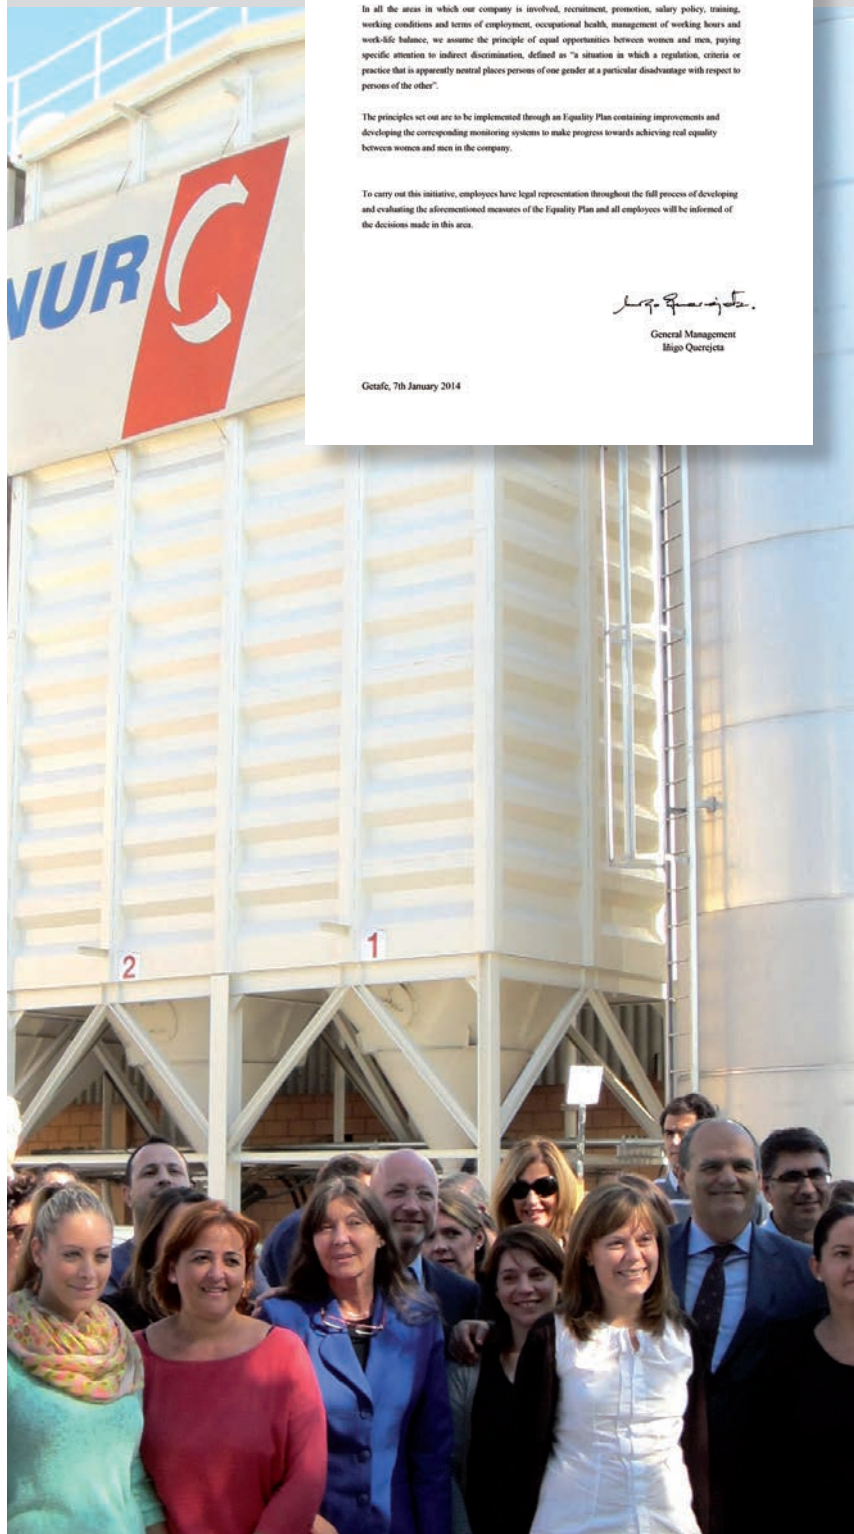 In all the areas in which our company is involved, recruitment, promotion, salary policy, training,
working conditions and terms of employment, occupational health, management of working hours and
work-life balance, we assume the principle of equal opportunities between women and men, paying
specific attention to indirect discrimination, defined as “a situation in which a regulation, criteria or
practice that is apparently neutral places persons of one gender at a particular disadvantage with respect to
persons of the other”.
The principles set out are to be implemented through an Equality Plan containing improvements and
developing the corresponding monitoring systems to make progress towards achieving real equality
between women and men in the company.
To carry out this initiative, employees have legal representation throughout the full process of developing
and evaluating the aforementioned measures of the Equality Plan and all employees will be informed of
the decisions made in this area.
Iñigo Querejeta.
General Management
Iñigo Querejeta
Getafe, 7th January 2014
NUR
2
1